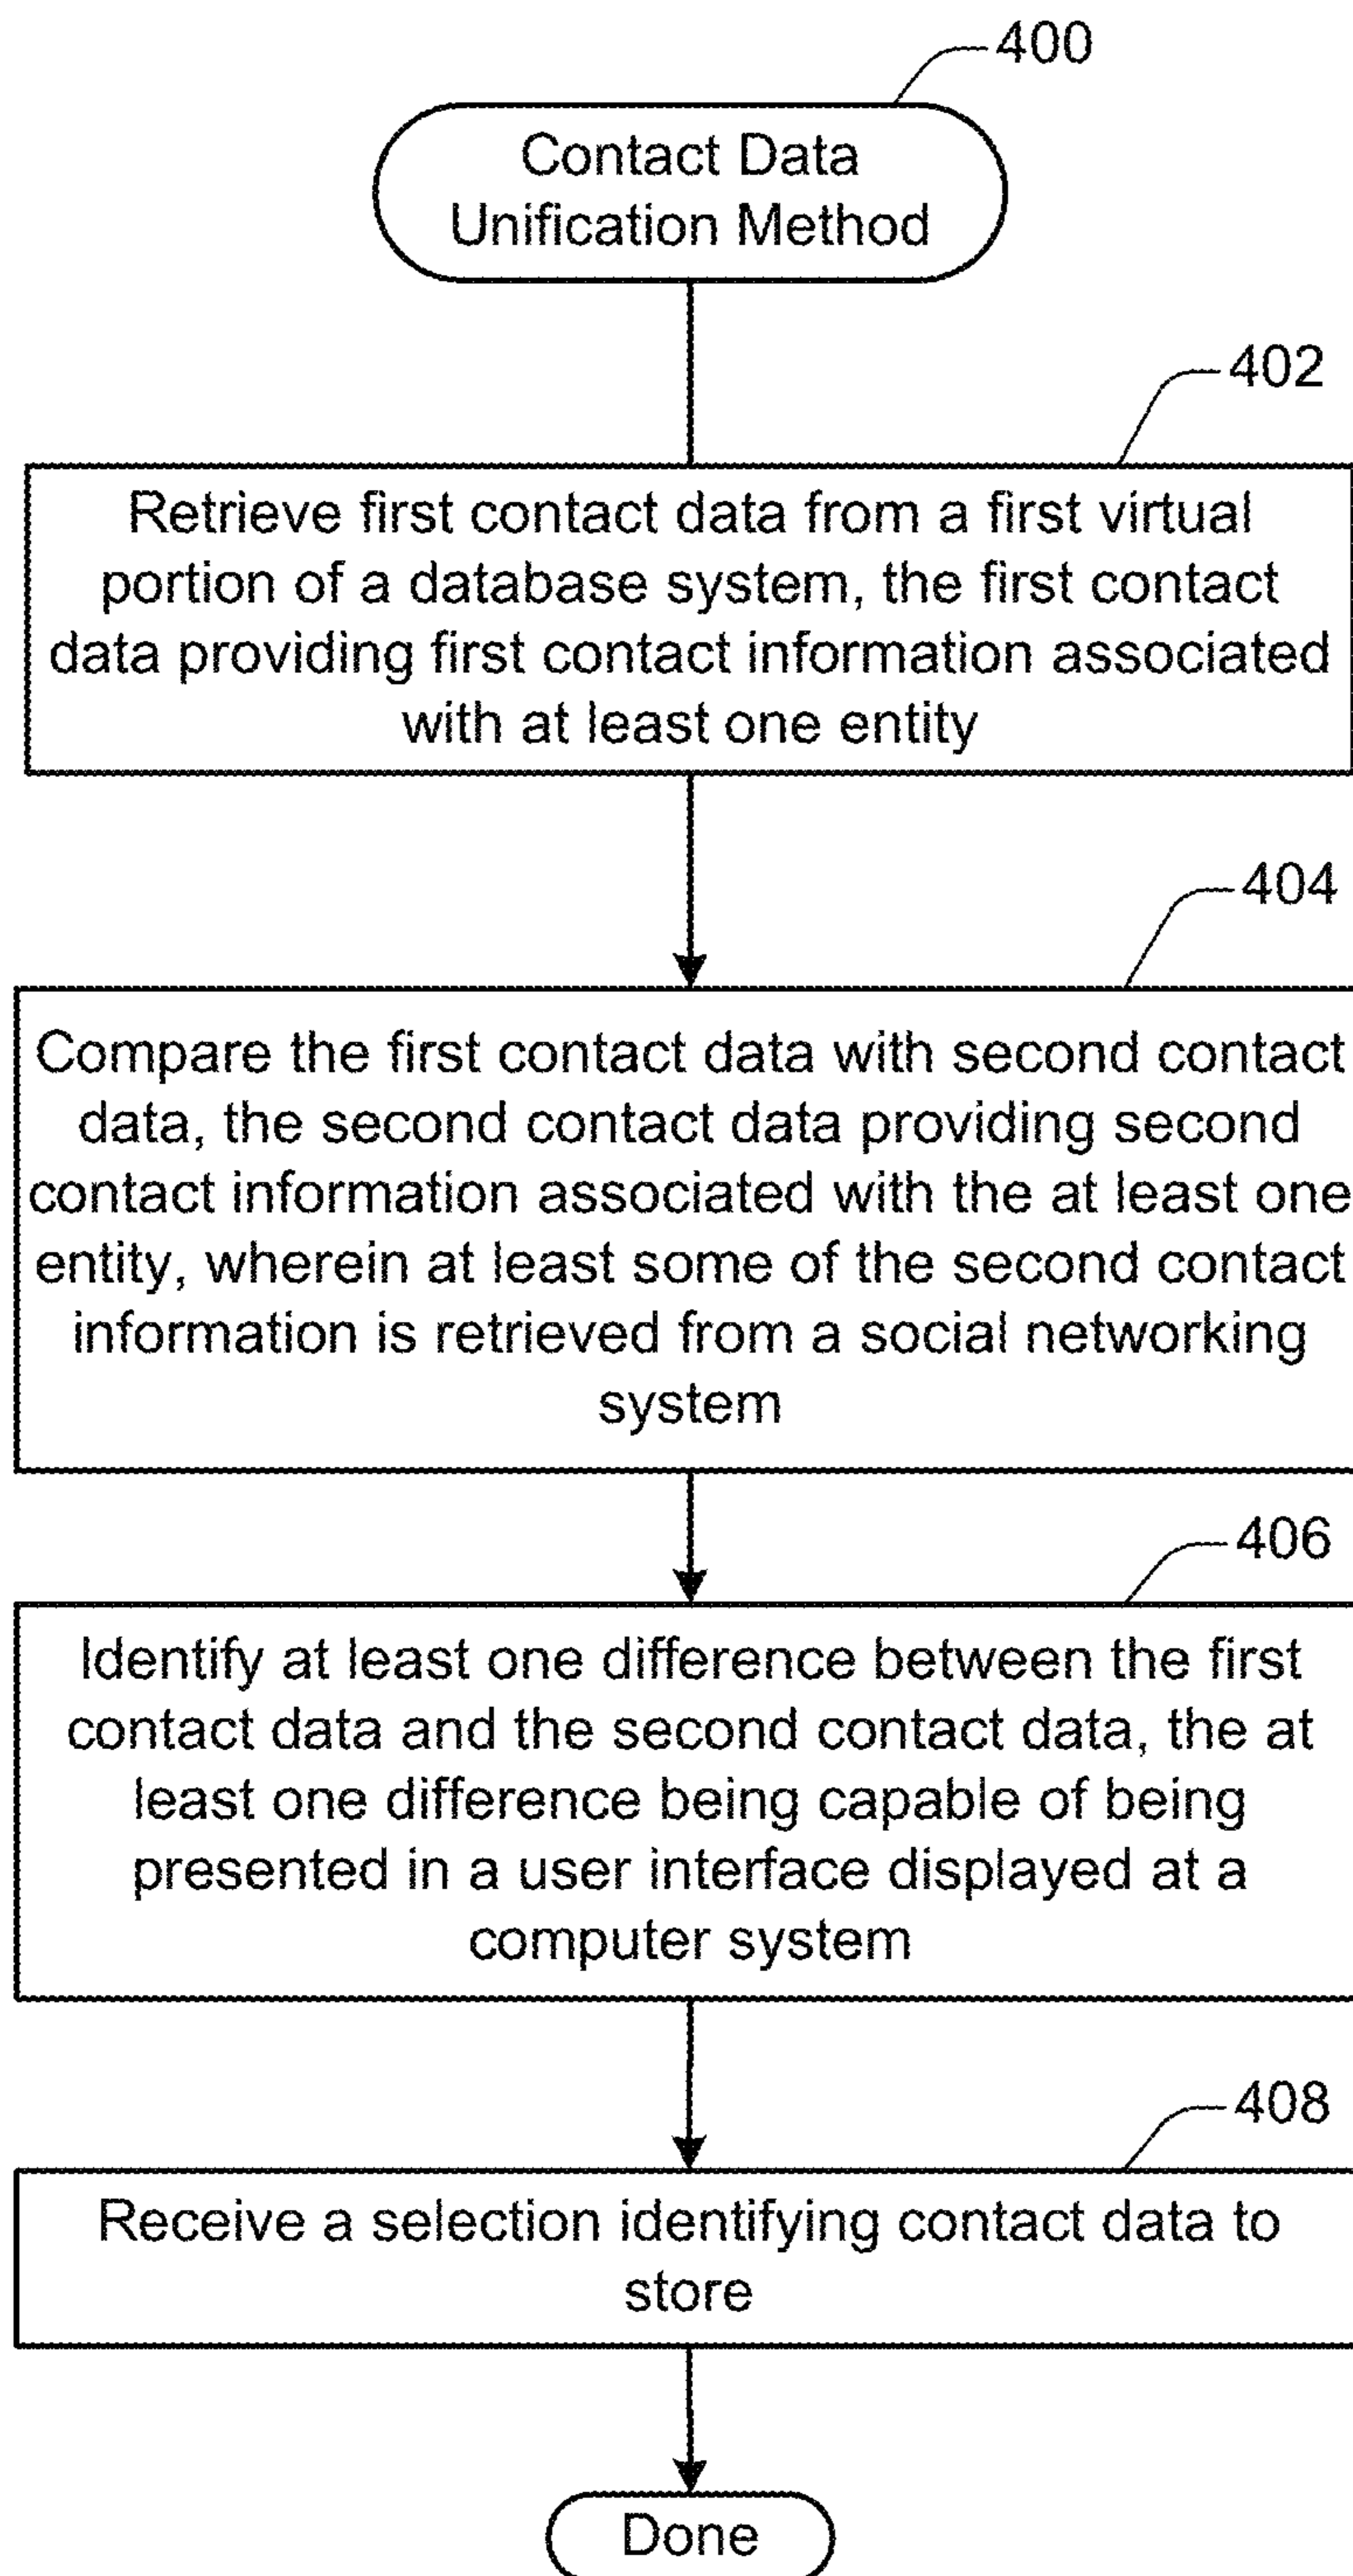 400
Contact Data
Unification Method
402
Retrieve first contact data from a first virtual
portion of a database system, the first contact
data providing first contact information associated
with at least one entity
404
Compare the first contact data with second contact
data, the second contact data providing second
contact information associated with the at least one
entity, wherein at least some of the second contact
information is retrieved from a social networking
system
406
Identify at least one difference between the first
contact data and the second contact data, the at
least one difference being capable of being
presented in a user interface displayed at a
computer system
408
Receive a selection identifying contact data to
store
Done